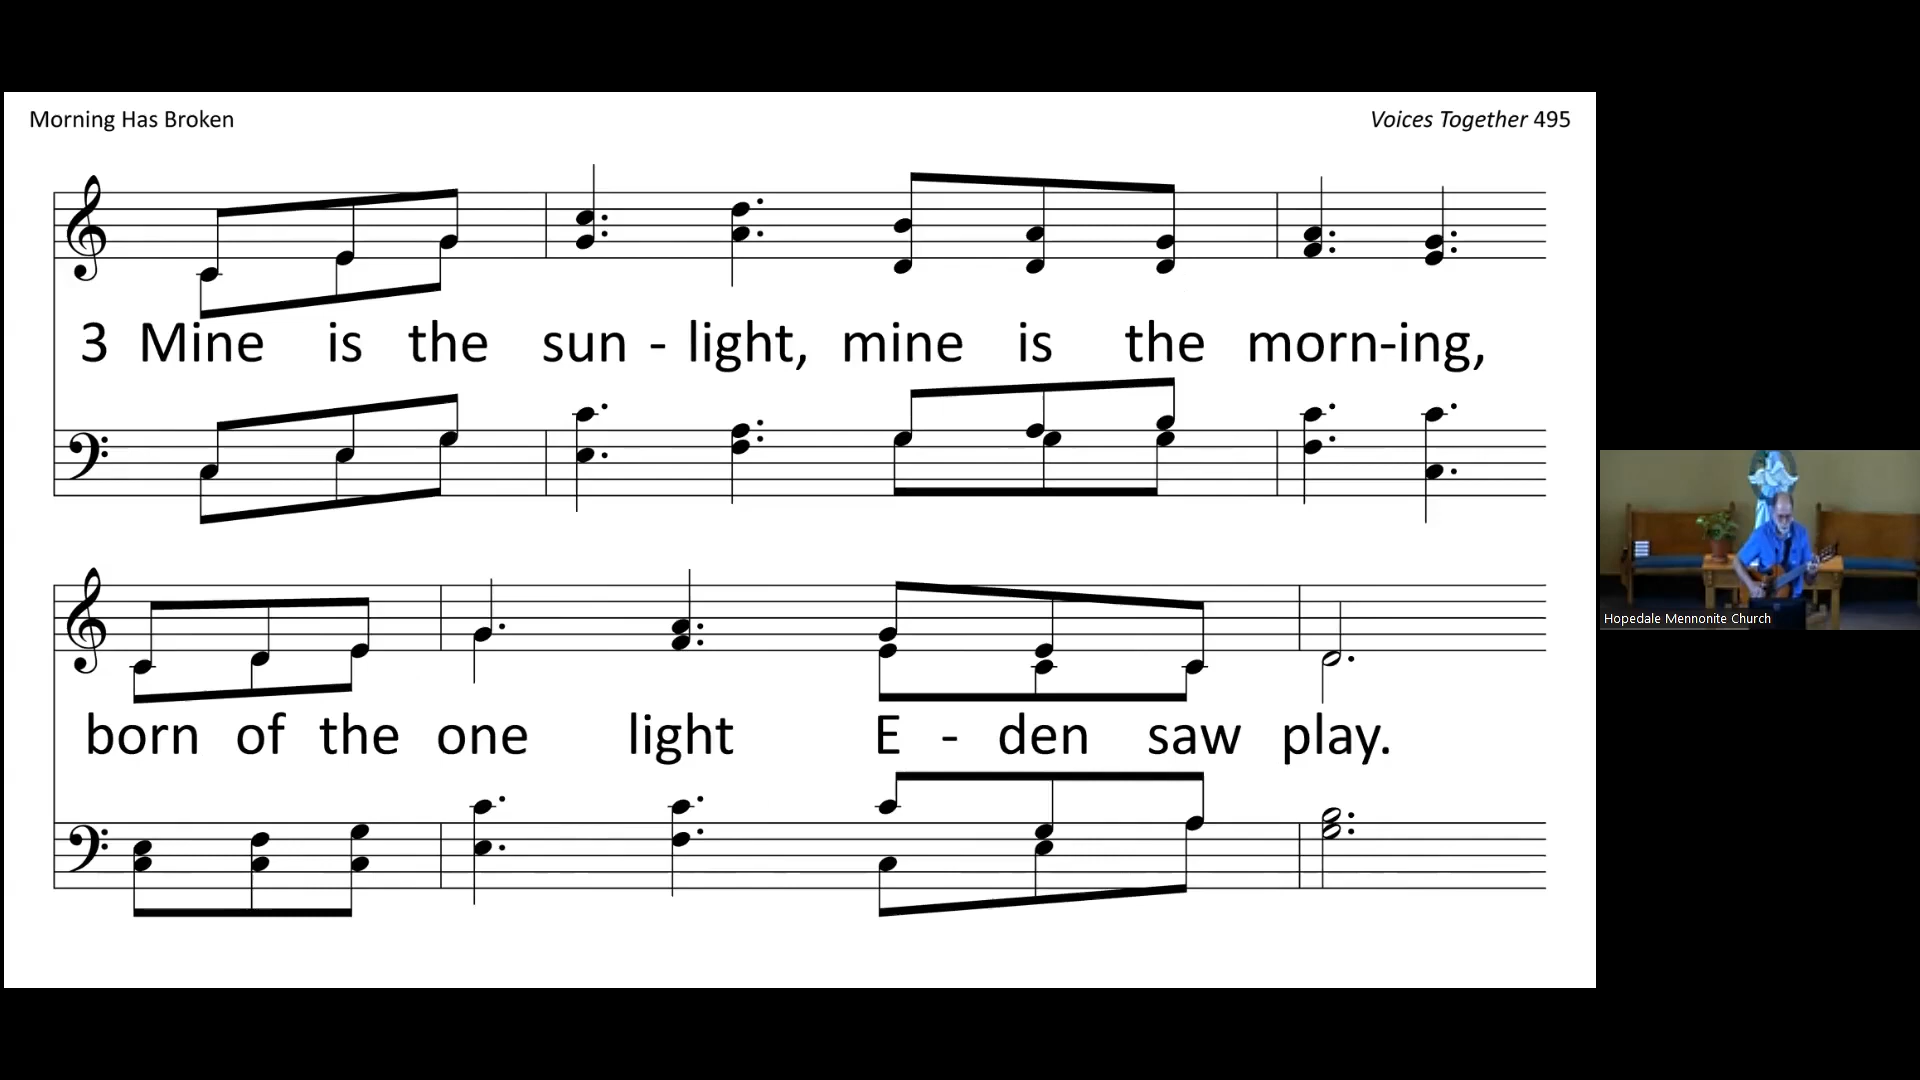 Morning Has Broken
Voices Together 495
3 Mine is the sun - light, mine is the morn-ing,
born of the one light E - den saw play.
Hopedale Mennonite Church